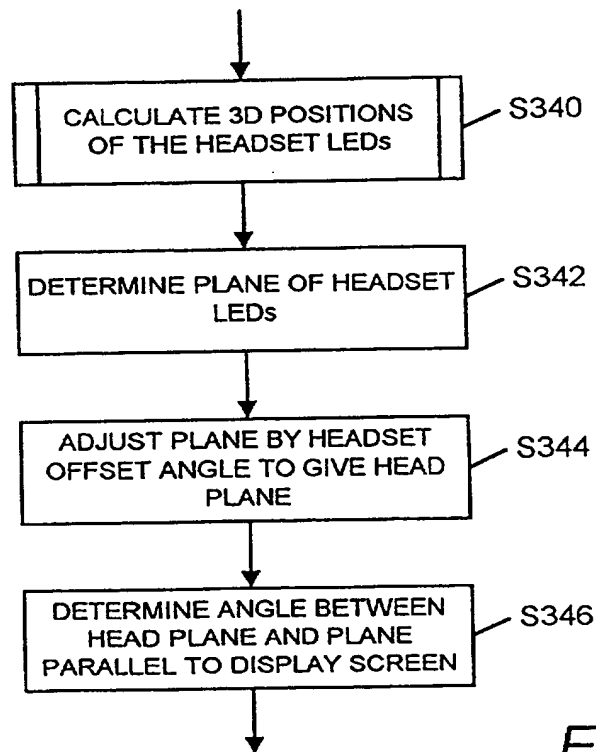 CALCULATE 3D POSITIONS
OF THE HEADSET LEDs
S340
DETERMINE PLANE OF HEADSET
LEDs
S342
ADJUST PLANE BY HEADSET
OFFSET ANGLE TO GIVE HEAD
PLANE
S344
DETERMINE ANGLE BETWEEN
HEAD PLANE AND PLANE
PARALLEL TO DISPLAY SCREEN
S346